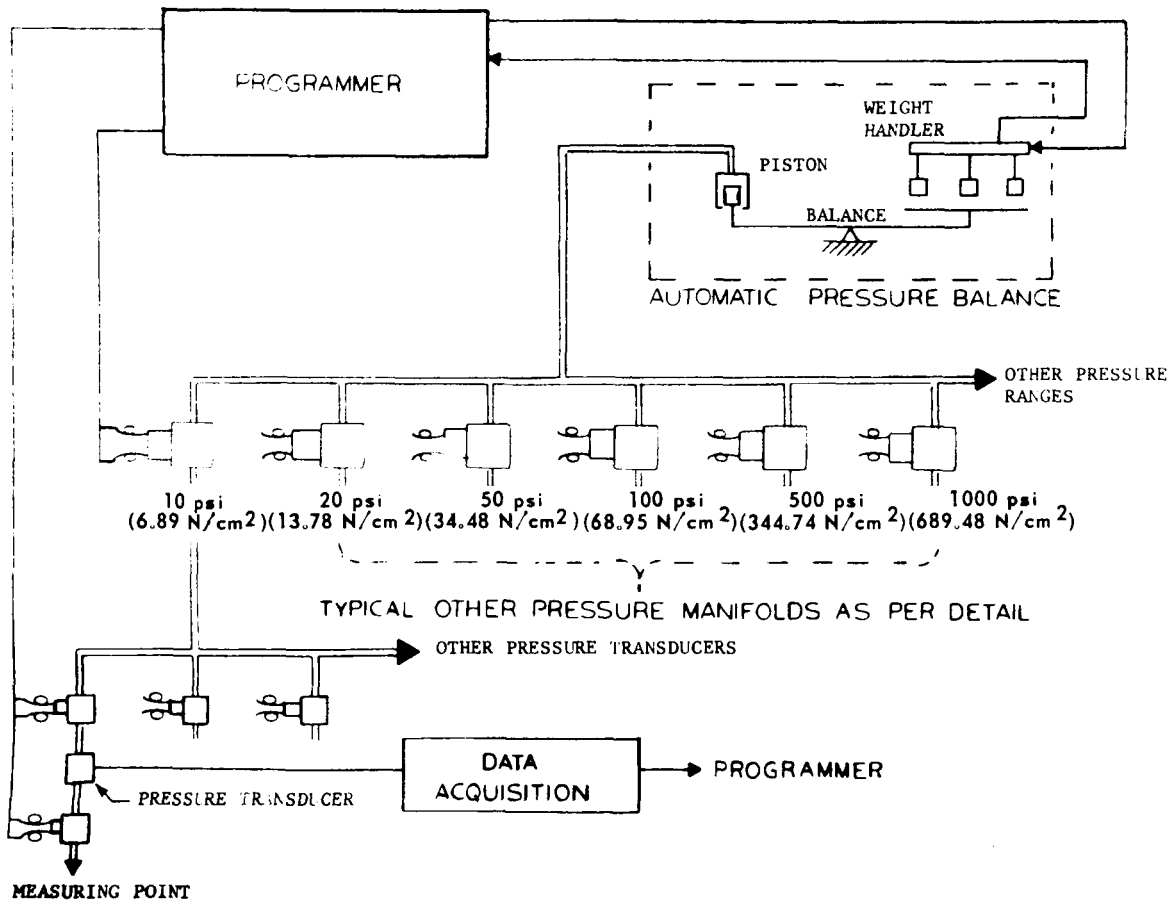 PROGRAMMER
WEIGHT
HANDLER
PISTON
BALANCE
AUTOMATIC PRESSURE BALANCE
OTHER PRESSURE
RANGES
10 psi
(6.89 N/cm2)
20 psi
(13.78 N/cm2)
50 psi
(34.48 N/cm2)
100 psi
(68.95 N/cm2)
500 psi
(344.74 N/cm2)
1000 psi
(689.48 N/cm2)
TYPICAL OTHER PRESSURE MANIFOLDS AS PER DETAIL
OTHER PRESSURE TRANSDUCERS
DATA
ACQUISITION
PROGRAMMER
PRESSURE TRANSDUCER
MEASURING POINT